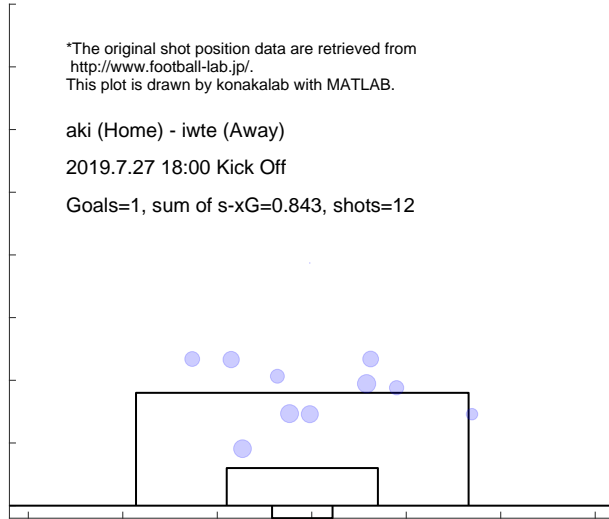 *The original shot position data are retrieved from
http://www.football-lab.jp/.
This plot is drawn by konakalab with MATLAB.
aki (Home) - iwte (Away)
2019.7.27 18:00 Kick Off
Goals=1, sum of s-xG=0.843, shots=12